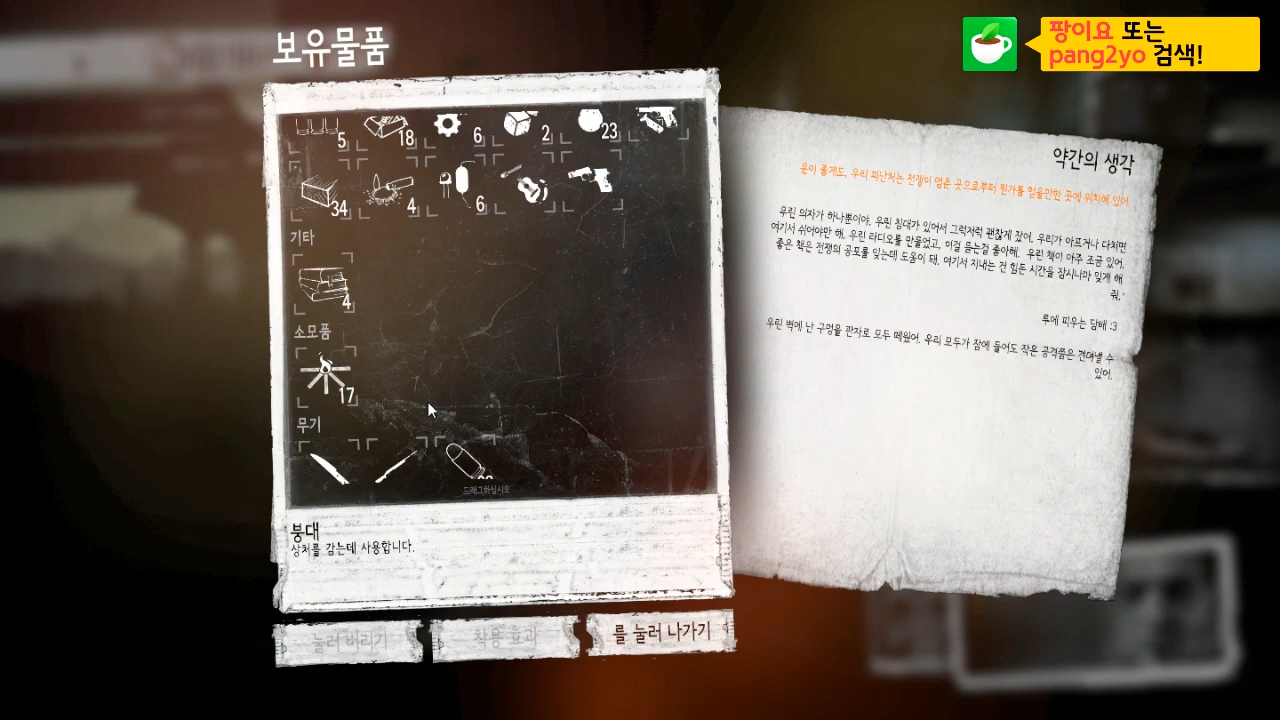 보유물품
팡이요 또는
pang2yo 검색!
5
18
6
2
23
34
4
6
기타
4
소모품
17
무기
드래그하십시오
붕대
상처를 감는데 사용합니다.
눌러 버리기
착용 효과
를 눌러 나가기
약간의 생각
운이 좋게도, 우리 피난처는 전쟁이 멈춘 곳으로부터 뭔가를 얻을만한 곳에 위치해 있어.
우린 의자가 하나뿐이야. 우린 침대가 있어서 그럭저럭 괜찮게 잤어. 우리가 아프거나 다치면
여기서 쉬어야만 해. 우린 라디오를 만들었고, 이걸 듣는걸 좋아해. 우린 책이 아주 조금 있어.
좋은 책은 전쟁의 공포를 잊는데 도움이 돼. 여기서 지내는 건 힘든 시간을 잠시나마 잊게 해
줘.'
루에 피우는 담배 :3
우린 벽에 난 구멍을 판자로 모두 떼웠어. 우리 모두가 잠에 들어도 작은 공격쯤은 견뎌낼 수
있어.